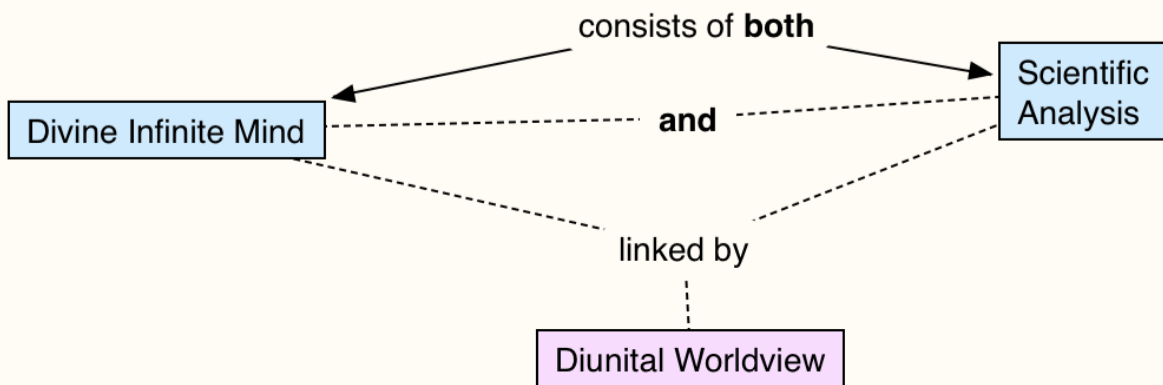 consists of both
Scientific
Analysis
Divine Infinite Mind
and
linked by
Diunital Worldview